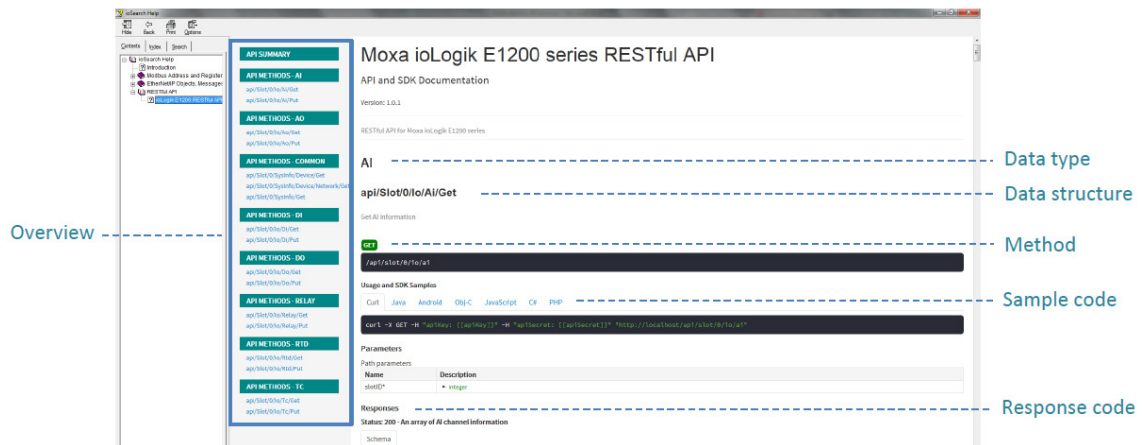 ioSearch Help
Hide Back Print Options
Contents Index Search
ioSearch Help
Introduction
Modbus Address and Register
EtherNet/IP Objects, Messages
RESTful API
ioLogik E1200 RESTful API
Overview
API SUMMARY
API METHODS - AI
api/Slot/0/Io/Ai/Get
api/Slot/0/Io/Ai/Put
API METHODS - AO
api/Slot/0/Io/Ao/Get
api/Slot/0/Io/Ao/Put
API METHODS - COMMON
api/Slot/0/SysInfo/Device/Get
api/Slot/0/SysInfo/Device/Network/Get
api/Slot/0/SysInfo/Get
API METHODS - DI
api/Slot/0/Io/Di/Get
api/Slot/0/Io/Di/Put
API METHODS - DO
api/Slot/0/Io/Do/Get
api/Slot/0/Io/Do/Put
API METHODS - RELAY
api/Slot/0/Io/Relay/Get
api/Slot/0/Io/Relay/Put
API METHODS - RTD
api/Slot/0/Io/Rtd/Get
api/Slot/0/Io/Rtd/Put
API METHODS - TC
api/Slot/0/Io/Tc/Get
api/Slot/0/Io/Tc/Put
Moxa ioLogik E1200 series RESTful API
API and SDK Documentation
Version: 1.0.1
RESTful API for Moxa ioLogik E1200 series
AI
Data type
api/Slot/0/Io/Ai/Get
Data structure
Get AI information
GET
Method
/api/slot/0/io/ai
Usage and SDK Samples
Curl Java Android Obj-C JavaScript C# PHP
Sample code
curl -X GET -H "apiKey: [[apiKey]]" -H "apiSecret: [[apiSecret]]" "http://localhost/api/slot/0/io/ai"
Parameters
Path parameters
Name Description
slotID* integer
Responses
Response code
Status: 200 - An array of AI channel information
Schema